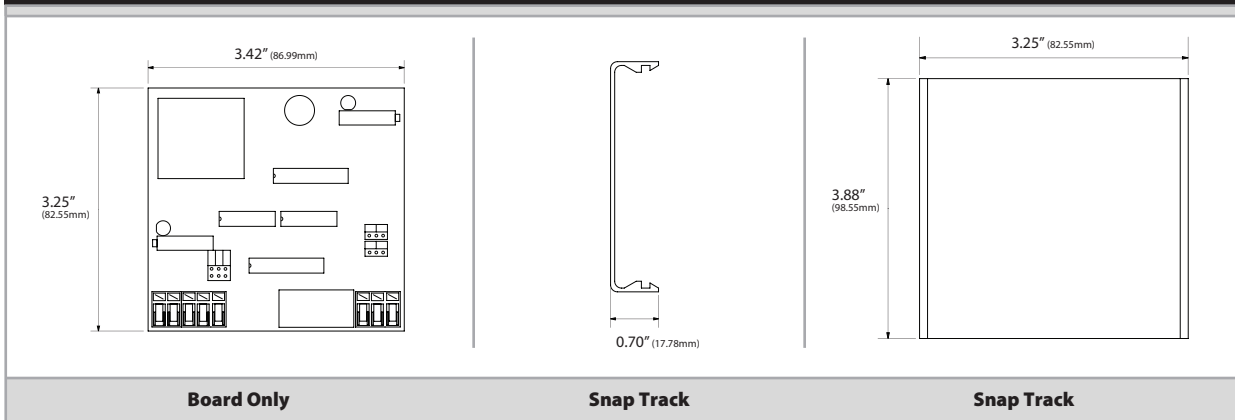 3.42" (86.99mm)
3.25"
(82.55mm)
Board Only
0.70" (17.78mm)
Snap Track
3.25" (82.55mm)
3.88"
(98.55mm)
Snap Track